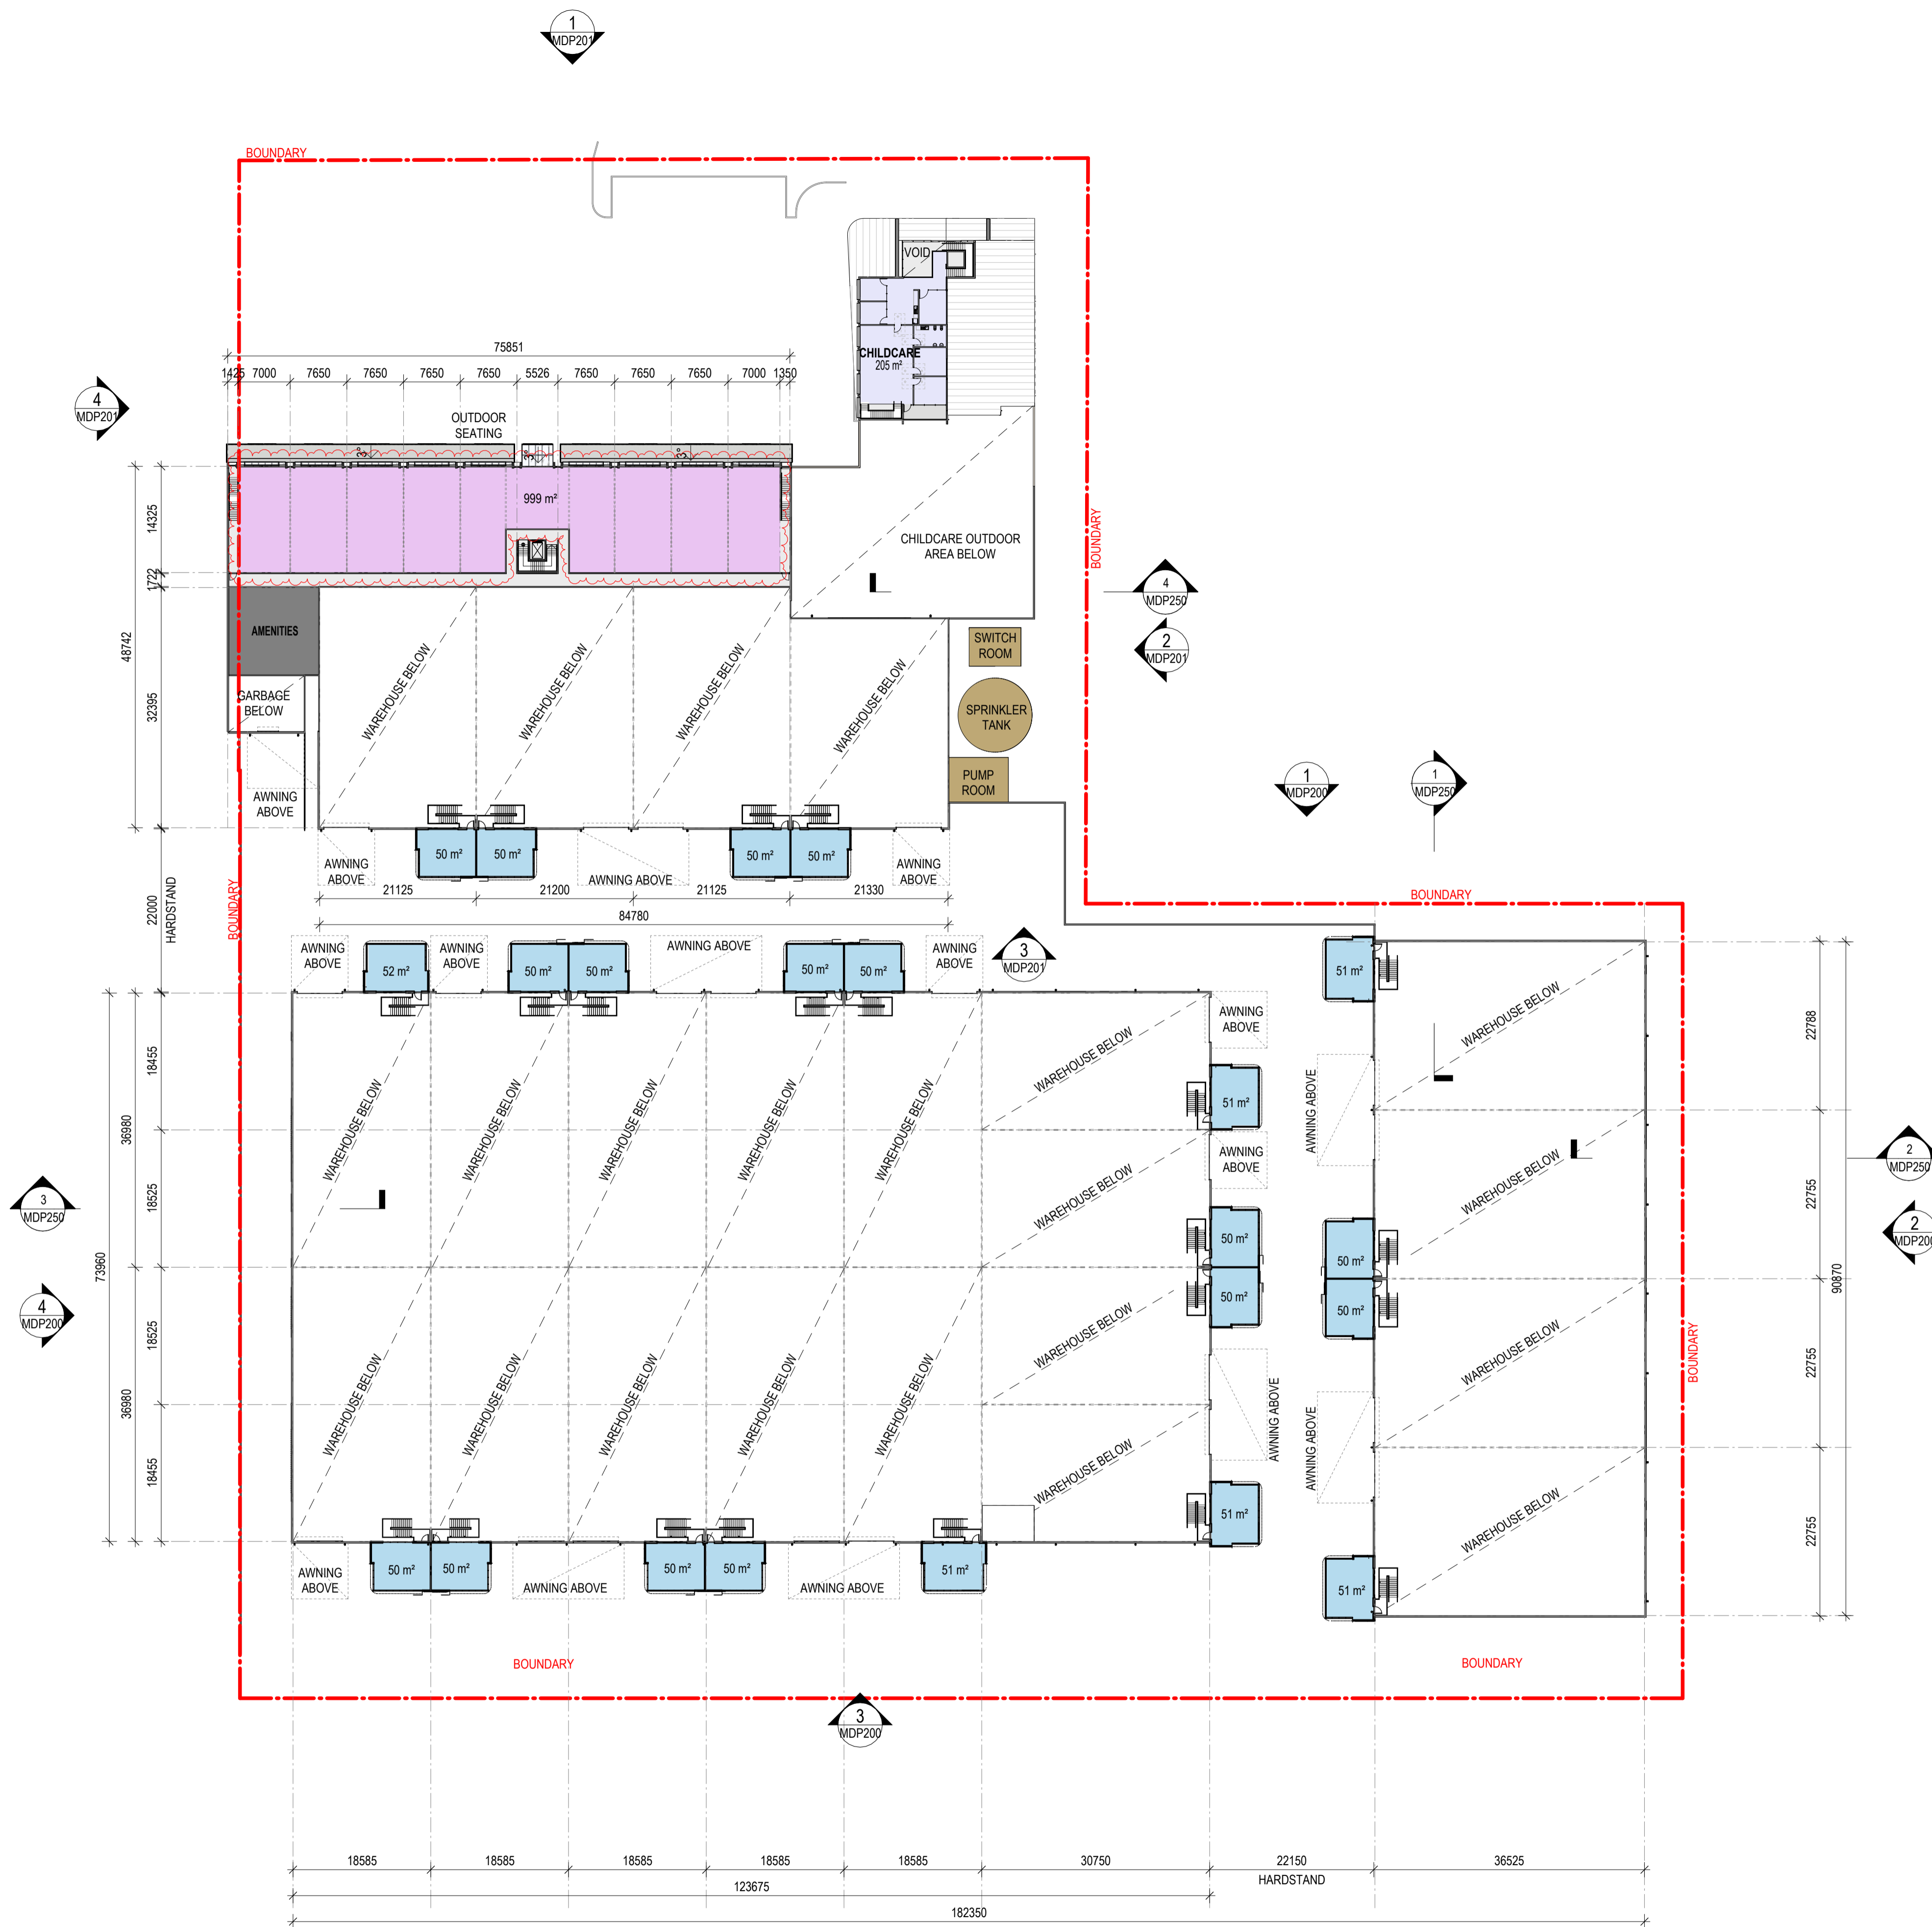 1
MDP201
BOUNDARY
VOID
CHILDCARE
205 m²
75851
1425
7000
7650
7650
7650
7650
5526
7650
7650
7650
7000
1350
4
MDP201
OUTDOOR
SEATING
3°
3°
3°
999 m²
14325
1722
48742
32395
CHILDCARE OUTDOOR
AREA BELOW
BOUNDARY
4
MDP250
2
MDP201
AMENITIES
GARBAGE
BELOW
AWNING
ABOVE
WAREHOUSE BELOW
WAREHOUSE BELOW
WAREHOUSE BELOW
WAREHOUSE BELOW
SWITCH
ROOM
SPRINKLER
TANK
PUMP
ROOM
1
MDP200
1
MDP250
50 m²
50 m²
50 m²
50 m²
AWNING
ABOVE
AWNING ABOVE
AWNING
ABOVE
21125
21200
21125
21330
84780
22000
HARDSTAND
BOUNDARY
BOUNDARY
AWNING
ABOVE
52 m²
AWNING
ABOVE
50 m²
50 m²
AWNING ABOVE
50 m²
50 m²
AWNING
ABOVE
3
MDP201
51 m²
AWNING
ABOVE
WAREHOUSE BELOW
WAREHOUSE BELOW
WAREHOUSE BELOW
WAREHOUSE BELOW
WAREHOUSE BELOW
WAREHOUSE BELOW
51 m²
AWNING ABOVE
WAREHOUSE BELOW
22788
18455
36980
18525
73960
18525
36980
18455
3
MDP250
4
MDP200
WAREHOUSE BELOW
AWNING
ABOVE
50 m²
50 m²
50 m²
50 m²
WAREHOUSE BELOW
22755
90870
2
MDP250
2
MDP200
WAREHOUSE BELOW
AWNING ABOVE
AWNING ABOVE
WAREHOUSE BELOW
22755
BOUNDARY
WAREHOUSE BELOW
WAREHOUSE BELOW
WAREHOUSE BELOW
WAREHOUSE BELOW
WAREHOUSE BELOW
WAREHOUSE BELOW
51 m²
WAREHOUSE BELOW
22755
51 m²
AWNING
ABOVE
50 m²
50 m²
AWNING ABOVE
50 m²
50 m²
AWNING ABOVE
51 m²
BOUNDARY
BOUNDARY
3
MDP200
18585
18585
18585
18585
18585
30750
22150
36525
HARDSTAND
123675
182350